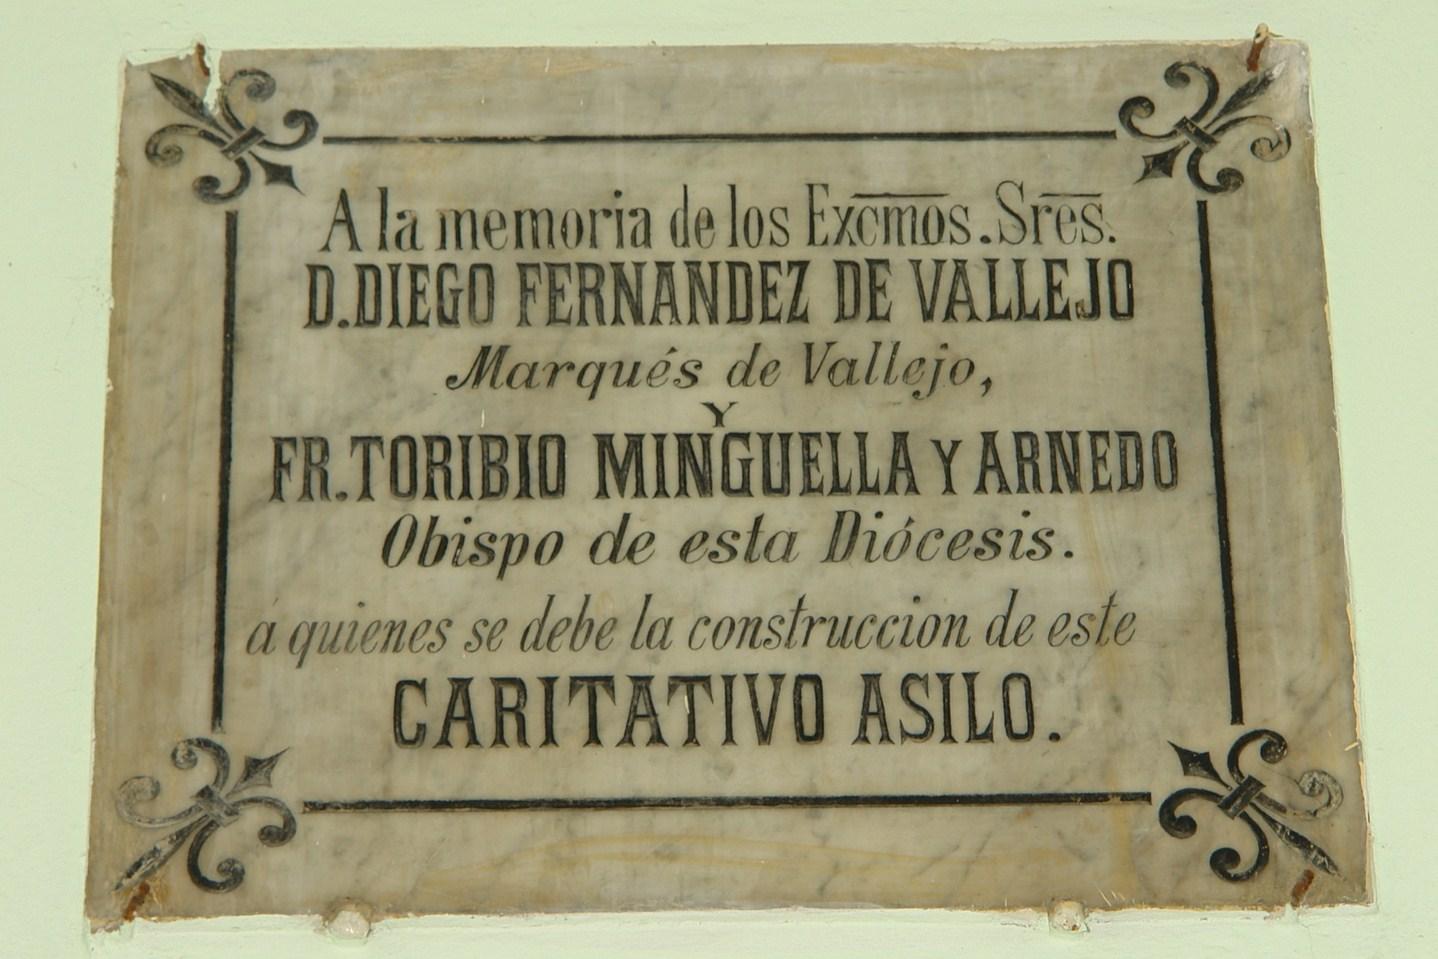 A la memoria de los Excmos. Sres.
D. DIEGO FERNANDEZ DE VALLEJO
Marqués de Vallejo,
Y
FR. TORIBIO MINGUELLA Y ARNEDO
Obispo de esta Diócesis.
á quienes se debe la construccion de este
CARITATIVO ASILO.